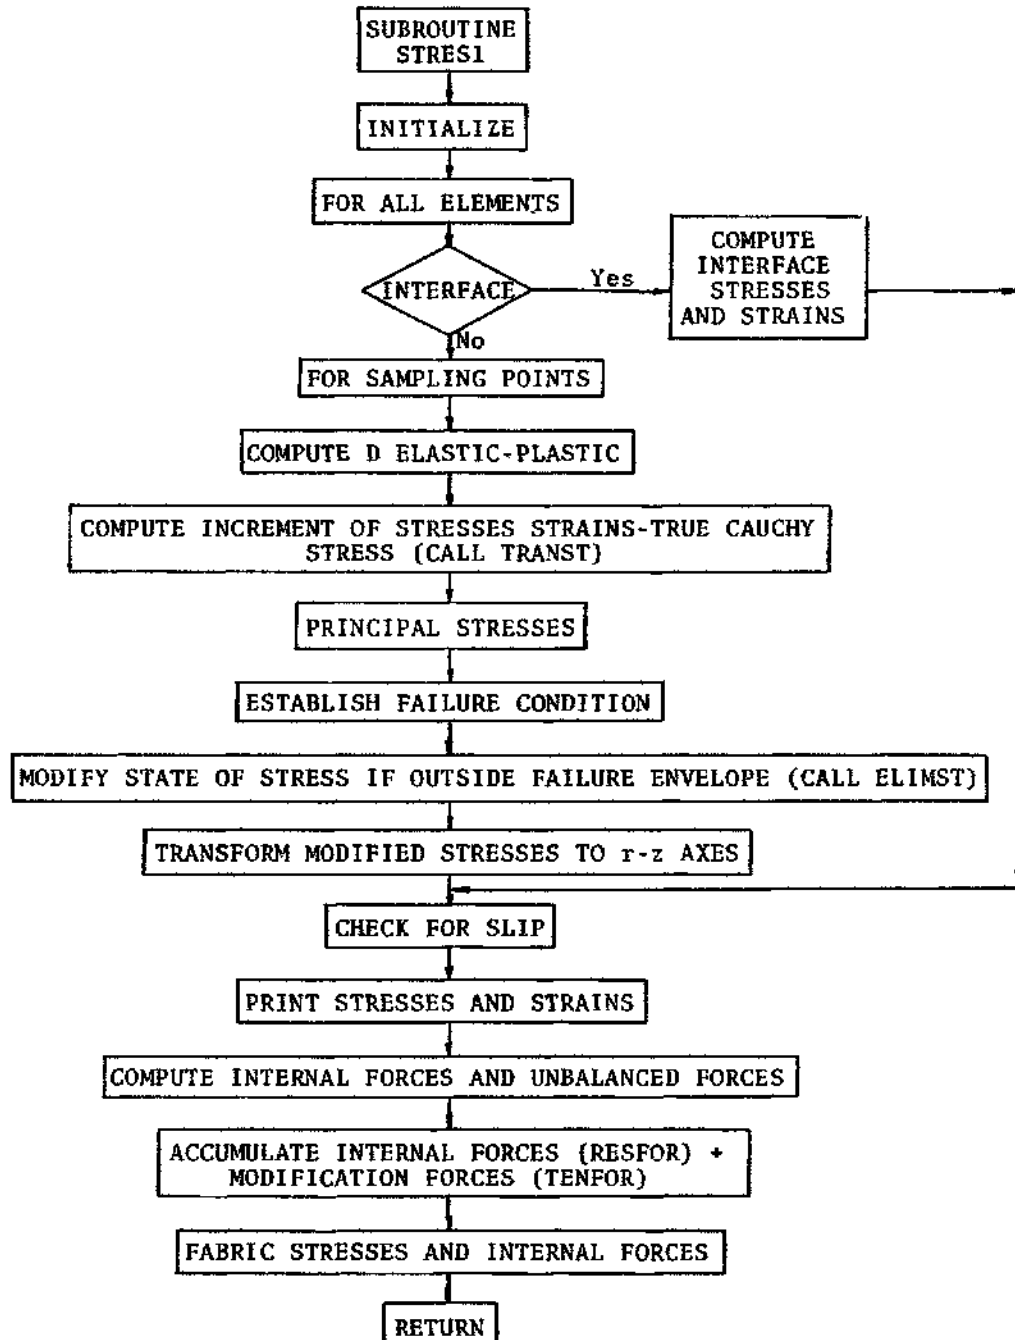 SUBROUTINE
STRES1
INITIALIZE
FOR ALL ELEMENTS
INTERFACE
Yes
COMPUTE
INTERFACE
STRESSES
AND STRAINS
No
FOR SAMPLING POINTS
COMPUTE D ELASTIC-PLASTIC
COMPUTE INCREMENT OF STRESSES STRAINS-TRUE CAUCHY
STRESS (CALL TRANST)
PRINCIPAL STRESSES
ESTABLISH FAILURE CONDITION
MODIFY STATE OF STRESS IF OUTSIDE FAILURE ENVELOPE (CALL ELIMST)
TRANSFORM MODIFIED STRESSES TO r-z AXES
CHECK FOR SLIP
PRINT STRESSES AND STRAINS
COMPUTE INTERNAL FORCES AND UNBALANCED FORCES
ACCUMULATE INTERNAL FORCES (RESFOR) +
MODIFICATION FORCES (TENFOR)
FABRIC STRESSES AND INTERNAL FORCES
RETURN